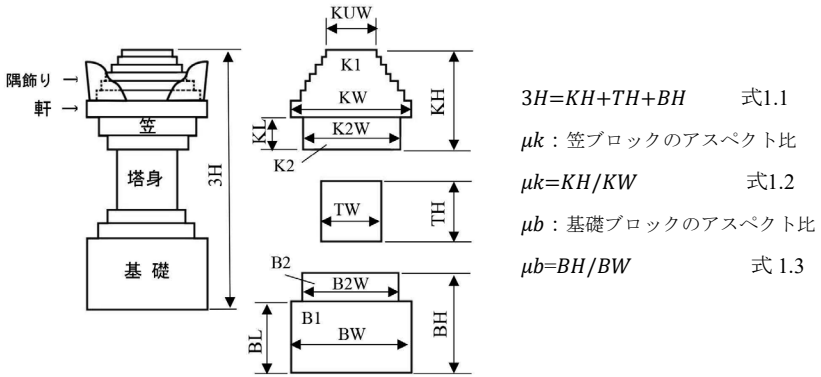 隅飾り →
軒 →
笠
塔身
基 礎
3H
KUW
K1
KW
KH
KL
K2W
K2
TW
TH
B2
B2W
B1
BW
BL
BH
3H=KH+TH+BH 式1.1
μk：笠ブロックのアスペクト比
μk=KH/KW 式1.2
μb：基礎ブロックのアスペクト比
μb=BH/BW 式 1.3